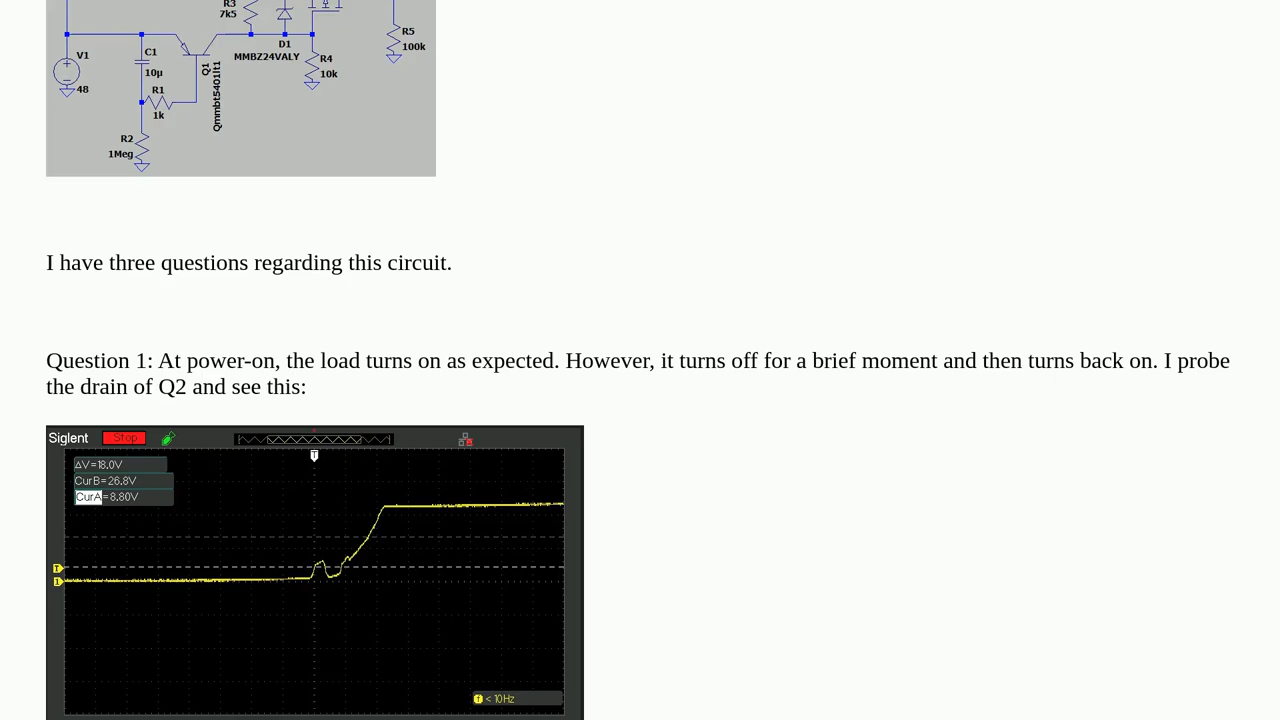 R3
7k5
D1
MMBZ24VALY
R5
100k
V1
48
C1
10µ
Q1
Qmmbt5401lt1
R4
10k
R1
1k
R2
1Meg
I have three questions regarding this circuit.
Question 1: At power-on, the load turns on as expected. However, it turns off for a brief moment and then turns back on. I probe
the drain of Q2 and see this:
Siglent
Stop
T
ΔV=18.0V
CurB=26.8V
CurA=8.80V
T
1
f < 10Hz